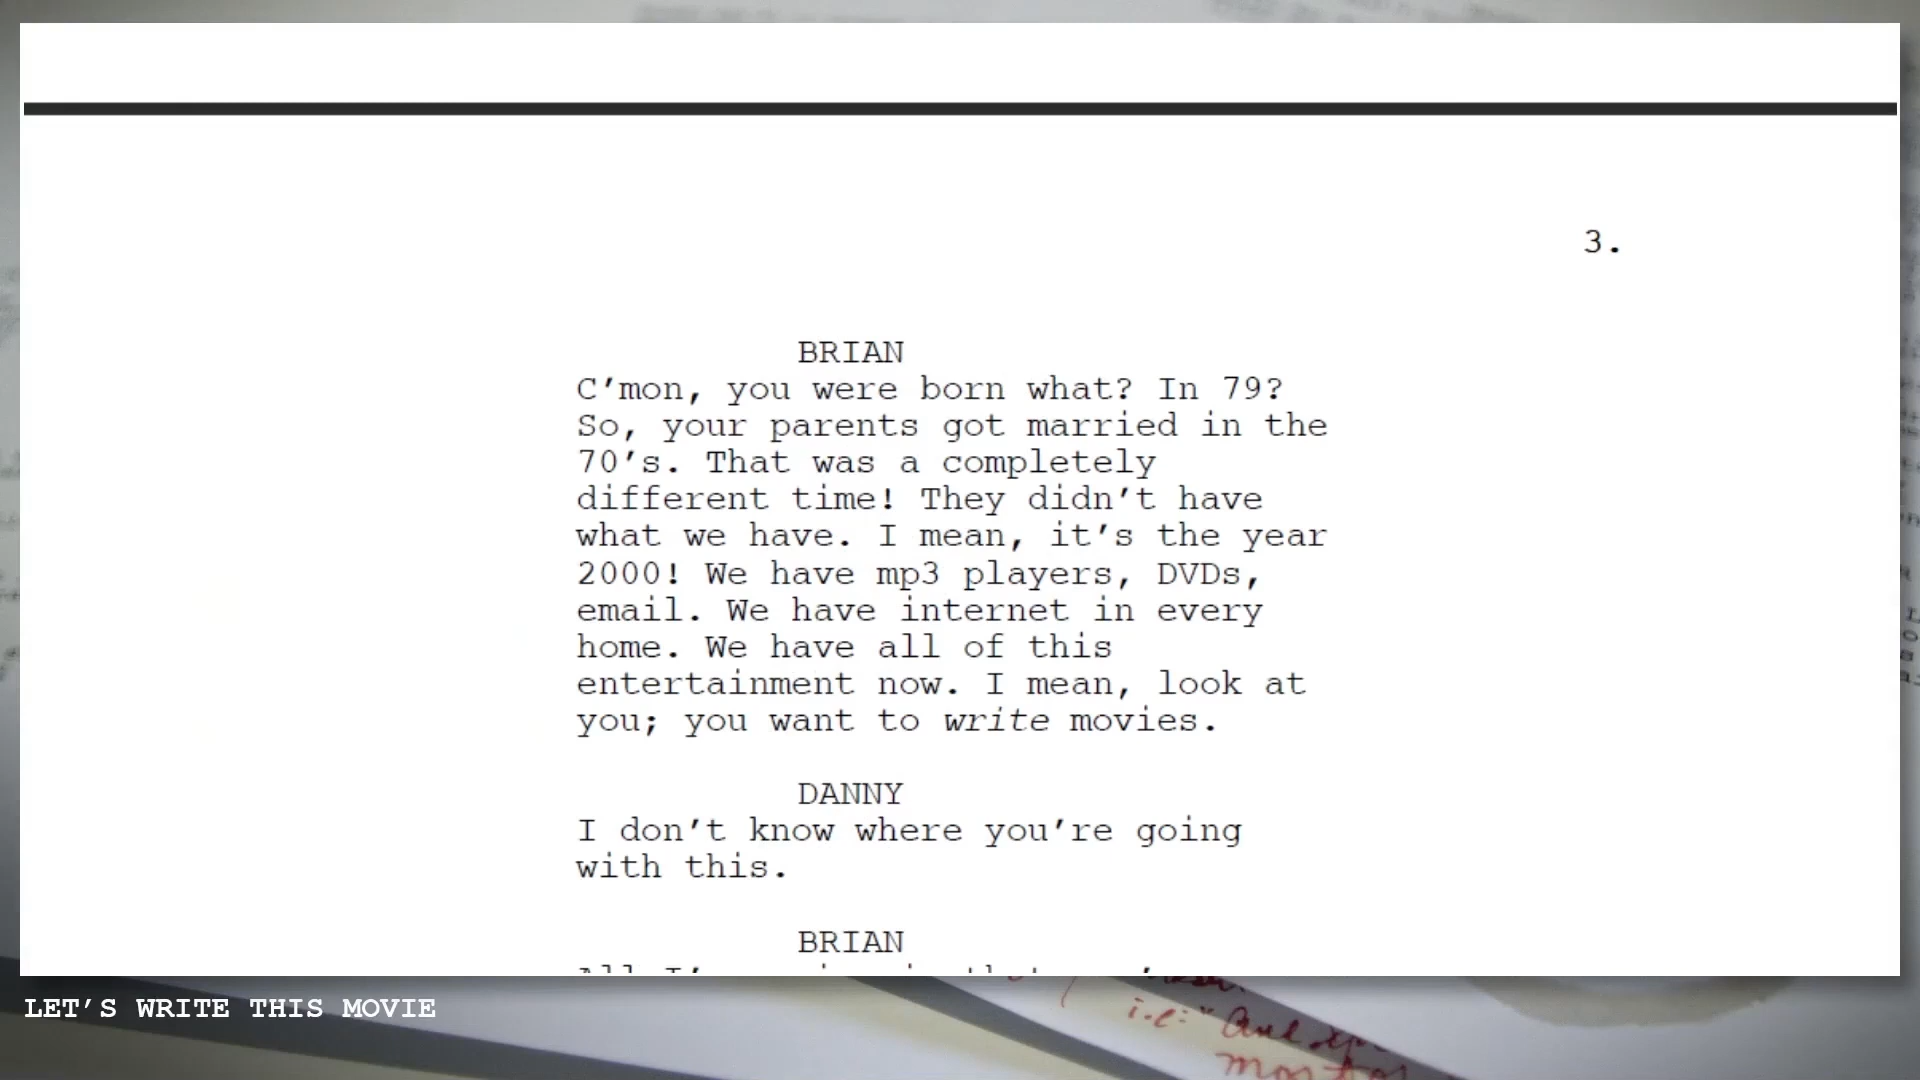 3.
BRIAN
C'mon, you were born what? In 79?
So, your parents got married in the
70's. That was a completely
different time! They didn't have
what we have. I mean, it's the year
2000! We have mp3 players, DVDs,
email. We have internet in every
home. We have all of this
entertainment now. I mean, look at
you; you want to write movies.
DANNY
I don't know where you're going
with this.
BRIAN
LET'S WRITE THIS MOVIE
i.e: